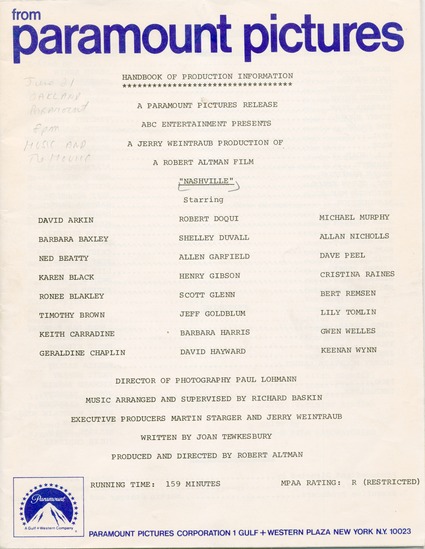 from
paramount pictures
HANDBOOK OF PRODUCTION INFORMATION
**********************************
A PARAMOUNT PICTURES RELEASE
ABC ENTERTAINMENT PRESENTS
A JERRY WEINTRAUB PRODUCTION OF
A ROBERT ALTMAN FILM
"NASHVILLE"
Starring
DAVID ARKIN ROBERT DOQUI MICHAEL MURPHY
BARBARA BAXLEY SHELLEY DUVALL ALLAN NICHOLLS
NED BEATTY ALLEN GARFIELD DAVE PEEL
KAREN BLACK HENRY GIBSON CRISTINA RAINES
RONEE BLAKLEY SCOTT GLENN BERT REMSEN
TIMOTHY BROWN JEFF GOLDBLUM LILY TOMLIN
KEITH CARRADINE BARBARA HARRIS GWEN WELLES
GERALDINE CHAPLIN DAVID HAYWARD KEENAN WYNN
DIRECTOR OF PHOTOGRAPHY PAUL LOHMANN
MUSIC ARRANGED AND SUPERVISED BY RICHARD BASKIN
EXECUTIVE PRODUCERS MARTIN STARGER AND JERRY WEINTRAUB
WRITTEN BY JOAN TEWKESBURY
PRODUCED AND DIRECTED BY ROBERT ALTMAN
RUNNING TIME: 159 MINUTES MPAA RATING: R (RESTRICTED)
Paramount
A Gulf + Western Company
PARAMOUNT PICTURES CORPORATION 1 GULF + WESTERN PLAZA NEW YORK N.Y. 10023